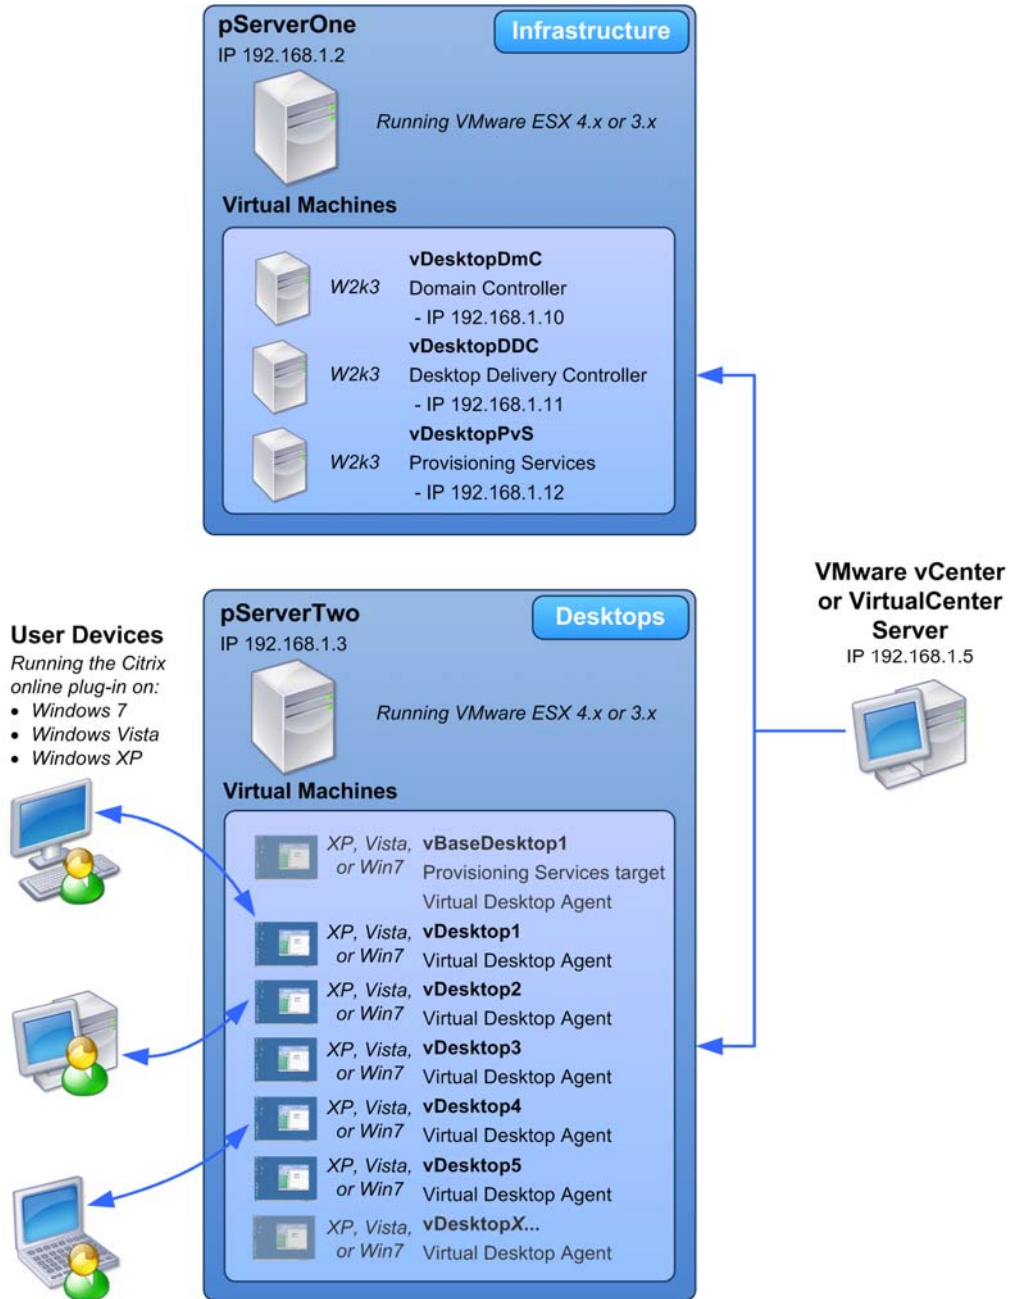 pServerOne
Infrastructure
IP 192.168.1.2
Running VMware ESX 4.x or 3.x
Virtual Machines
vDesktopDmC
W2k3 Domain Controller
- IP 192.168.1.10
vDesktopDDC
W2k3 Desktop Delivery Controller
- IP 192.168.1.11
vDesktopPvS
W2k3 Provisioning Services
- IP 192.168.1.12
VMware vCenter
or VirtualCenter
Server
IP 192.168.1.5
pServerTwo
Desktops
IP 192.168.1.3
Running VMware ESX 4.x or 3.x
User Devices
Running the Citrix
online plug-in on:
• Windows 7
• Windows Vista
• Windows XP
Virtual Machines
XP, Vista, vBaseDesktop1
or Win7 Provisioning Services target
Virtual Desktop Agent
XP, Vista, vDesktop1
or Win7 Virtual Desktop Agent
XP, Vista, vDesktop2
or Win7 Virtual Desktop Agent
XP, Vista, vDesktop3
or Win7 Virtual Desktop Agent
XP, Vista, vDesktop4
or Win7 Virtual Desktop Agent
XP, Vista, vDesktop5
or Win7 Virtual Desktop Agent
XP, Vista, vDesktopX...
or Win7 Virtual Desktop Agent